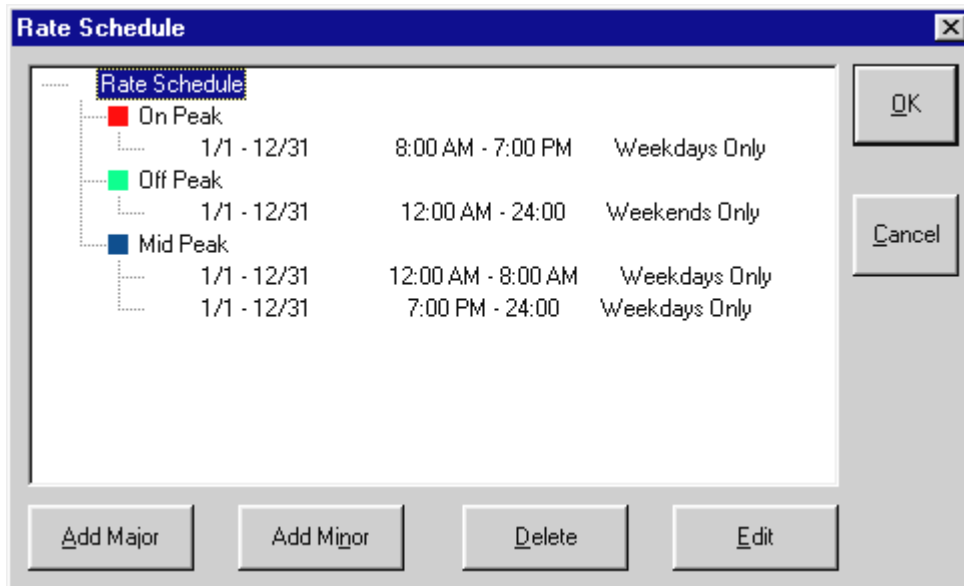 Rate Schedule
Rate Schedule
On Peak
1/1 - 12/31 8:00 AM - 7:00 PM Weekdays Only
Off Peak
1/1 - 12/31 12:00 AM - 24:00 Weekends Only
Mid Peak
1/1 - 12/31 12:00 AM - 8:00 AM Weekdays Only
1/1 - 12/31 7:00 PM - 24:00 Weekdays Only
OK
Cancel
Add Major Add Minor Delete Edit